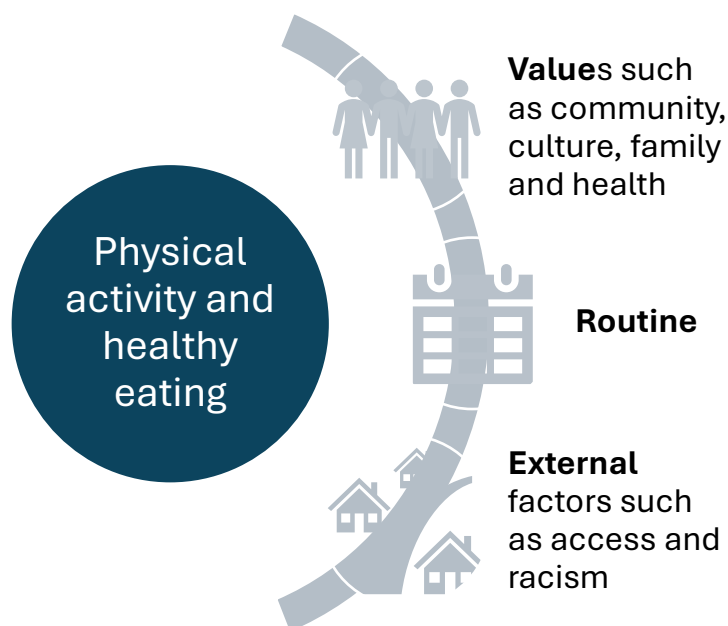 Physical
activity and
healthy
eating
Values such
as community,
culture, family
and health
Routine
External
factors such
as access and
racism